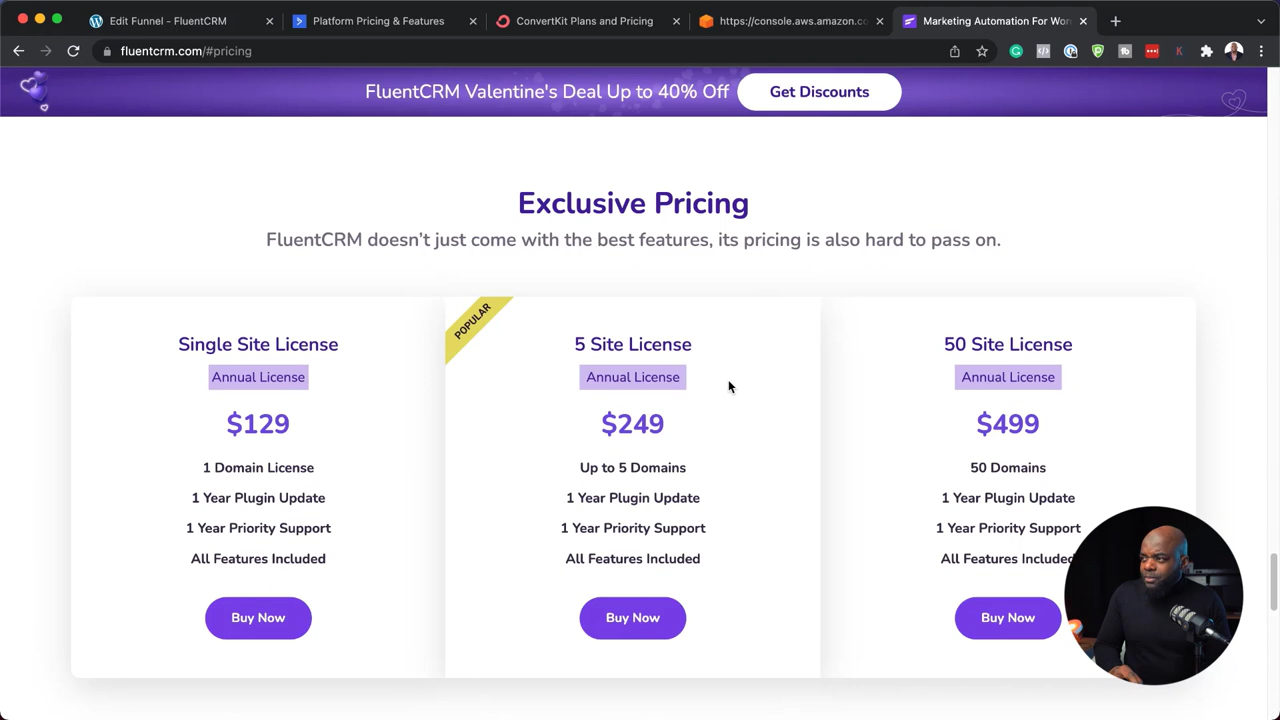 Edit Funnel – FluentCRM
Platform Pricing & Features
ConvertKit Plans and Pricing
https://console.aws.amazon.co
Marketing Automation For Wor
fluentcrm.com/#pricing
FluentCRM Valentine's Deal Up to 40% Off
Get Discounts
Exclusive Pricing
FluentCRM doesn't just come with the best features, its pricing is also hard to pass on.
POPULAR
Single Site License
Annual License
$129
1 Domain License
1 Year Plugin Update
1 Year Priority Support
All Features Included
Buy Now
5 Site License
Annual License
$249
Up to 5 Domains
1 Year Plugin Update
1 Year Priority Support
All Features Included
Buy Now
50 Site License
Annual License
$499
50 Domains
1 Year Plugin Update
1 Year Priority Support
All Features Included
Buy Now